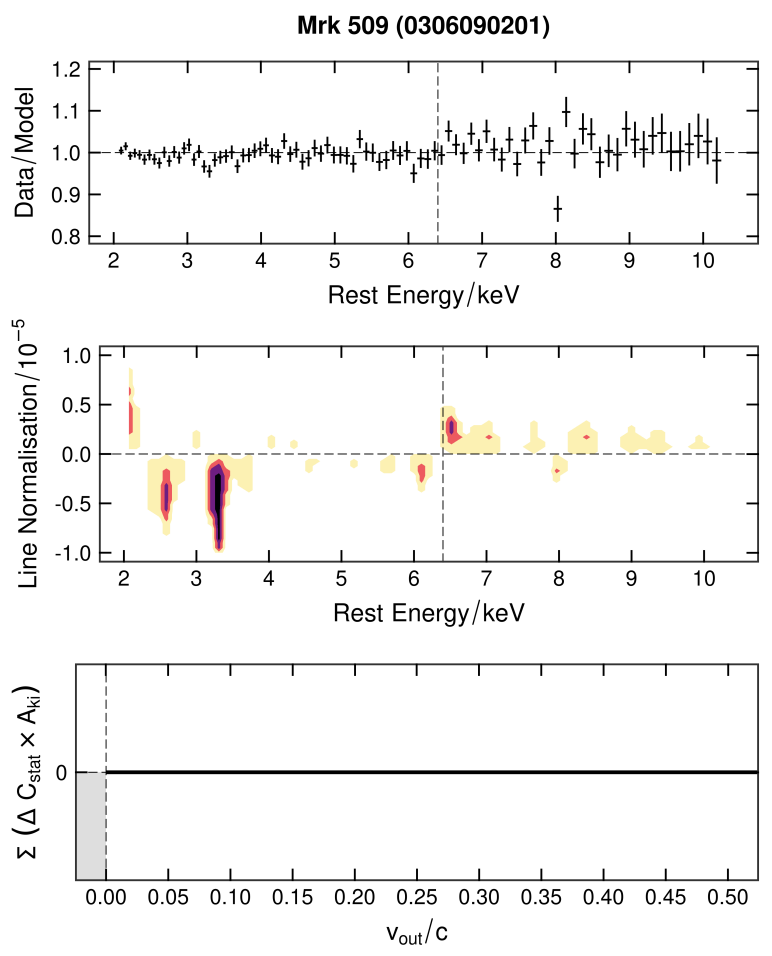 Mrk 509 (0306090201)
Data/Model
1.2
1.1
1.0
0.9
0.8
2 3 4 5 6 7 8 9 10
Rest Energy/keV
Line Normalisation/10⁻⁵
1.0
0.5
0.0
-0.5
-1.0
2 3 4 5 6 7 8 9 10
Rest Energy/keV
Σ (Δ C_stat × A_ki)
0
0.00 0.05 0.10 0.15 0.20 0.25 0.30 0.35 0.40 0.45 0.50
v_out/c